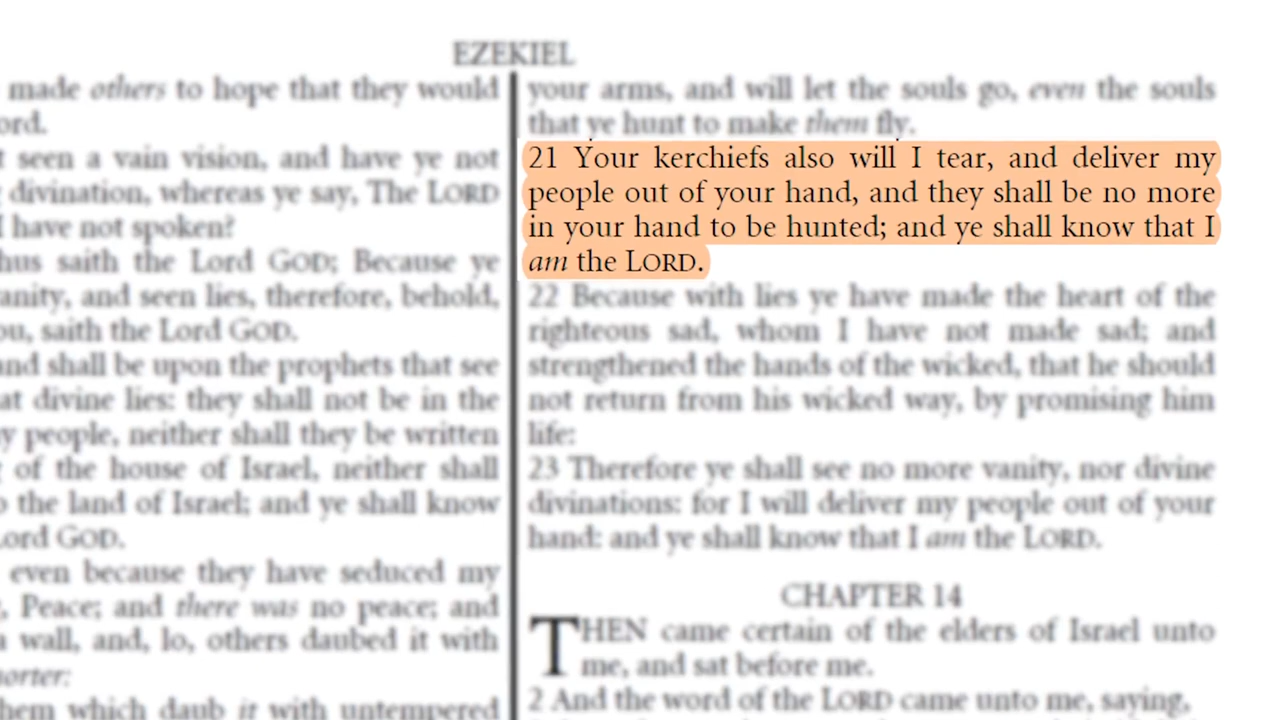 EZEKIEL
made others to hope that they would
ord.
t seen a vain vision, and have ye not
divination, whereas ye say, The LORD
I have not spoken?
hus saith the Lord GOD; Because ye
anity, and seen lies, therefore, behold,
ou, saith the Lord GOD.
and shall be upon the prophets that see
at divine lies: they shall not be in the
y people, neither shall they be written
of the house of Israel, neither shall
o the land of Israel; and ye shall know
Lord GOD.
even because they have seduced my
, Peace; and there was no peace; and
a wall, and, lo, others daubed it with
morter:
hem which daub it with untempered
your arms, and will let the souls go, even the souls
that ye hunt to make them fly.
21 Your kerchiefs also will I tear, and deliver my
people out of your hand, and they shall be no more
in your hand to be hunted; and ye shall know that I
am the LORD.
22 Because with lies ye have made the heart of the
righteous sad, whom I have not made sad; and
strengthened the hands of the wicked, that he should
not return from his wicked way, by promising him
life:
23 Therefore ye shall see no more vanity, nor divine
divinations: for I will deliver my people out of your
hand: and ye shall know that I am the LORD.
CHAPTER 14
THEN came certain of the elders of Israel unto
me, and sat before me.
2 And the word of the LORD came unto me, saying,